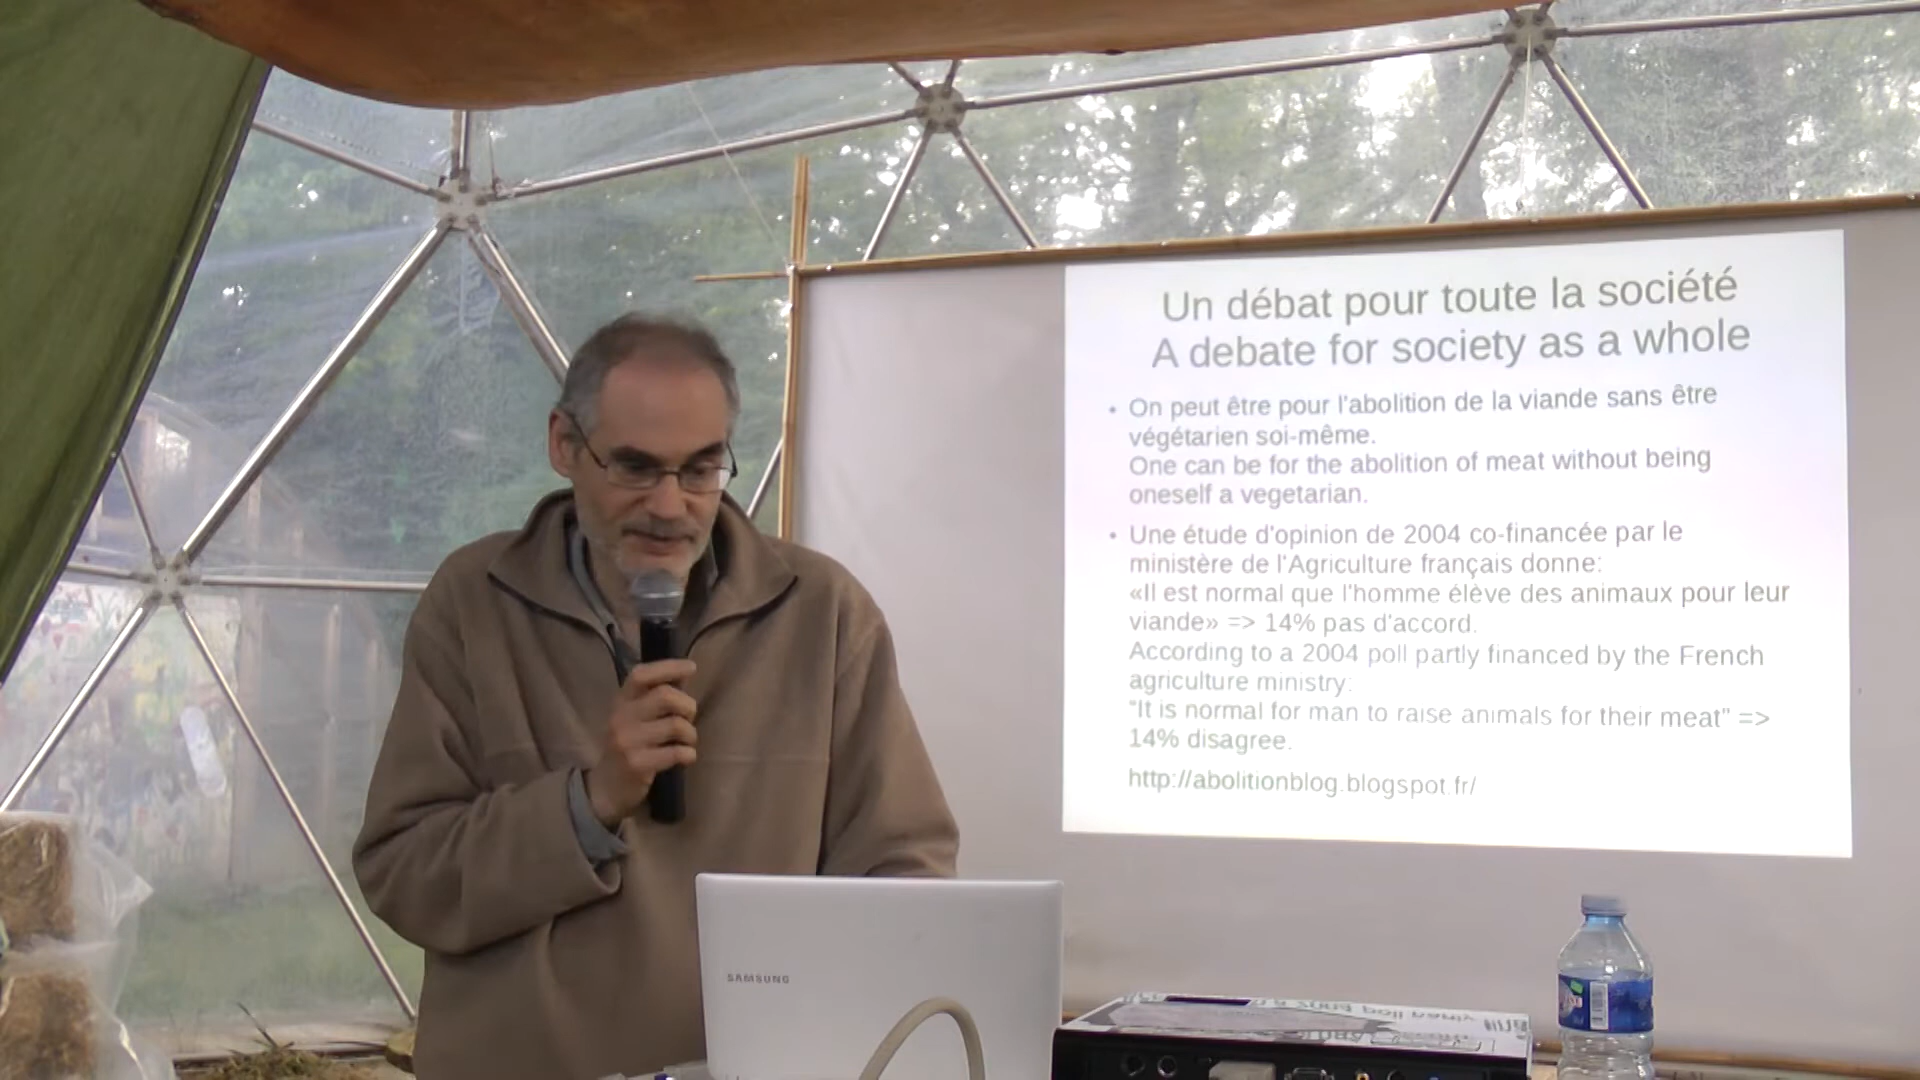 Un débat pour toute la société
A debate for society as a whole
• On peut être pour l'abolition de la viande sans être
végétarien soi-même.
One can be for the abolition of meat without being
oneself a vegetarian.
• Une étude d'opinion de 2004 co-financée par le
ministère de l'Agriculture français donne:
«Il est normal que l'homme élève des animaux pour leur
viande» => 14% pas d'accord.
According to a 2004 poll partly financed by the French
agriculture ministry:
"It is normal for man to raise animals for their meat" =>
14% disagree.
http://abolitionblog.blogspot.fr/
SAMSUNG